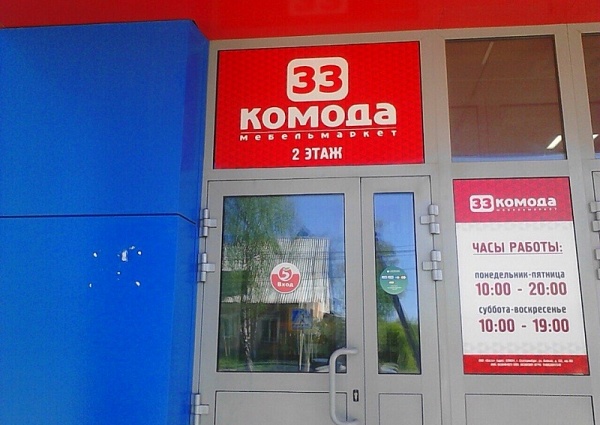 33
комода
мебельмаркет
2 ЭТАЖ
33 комода
мебельмаркет
ЧАСЫ РАБОТЫ:
понедельник-пятница
10:00 - 20:00
суббота-воскресенье
10:00 - 19:00
5
Вход